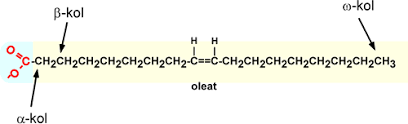 β-kol
ω-kol
H H
O
C-CH₂CH₂CH₂CH₂CH₂CH₂CH₂-C=C-CH₂CH₂CH₂CH₂CH₂CH₂CH₂CH3
O
oleat
α-kol